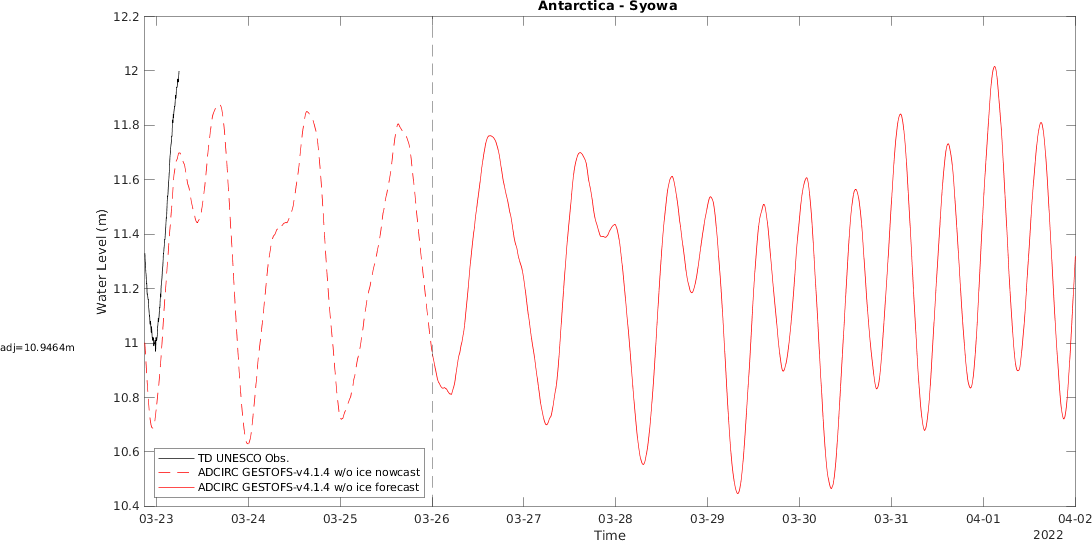 Antarctica - Syowa
12.2
12
11.8
11.6
11.4
11.2
11
10.8
10.6
10.4
Water Level (m)
adj=10.9464m
TD UNESCO Obs.
ADCIRC GESTOFS-v4.1.4 w/o ice nowcast
ADCIRC GESTOFS-v4.1.4 w/o ice forecast
03-23 03-24 03-25 03-26 03-27 03-28 03-29 03-30 03-31 04-01 04-02
Time
2022